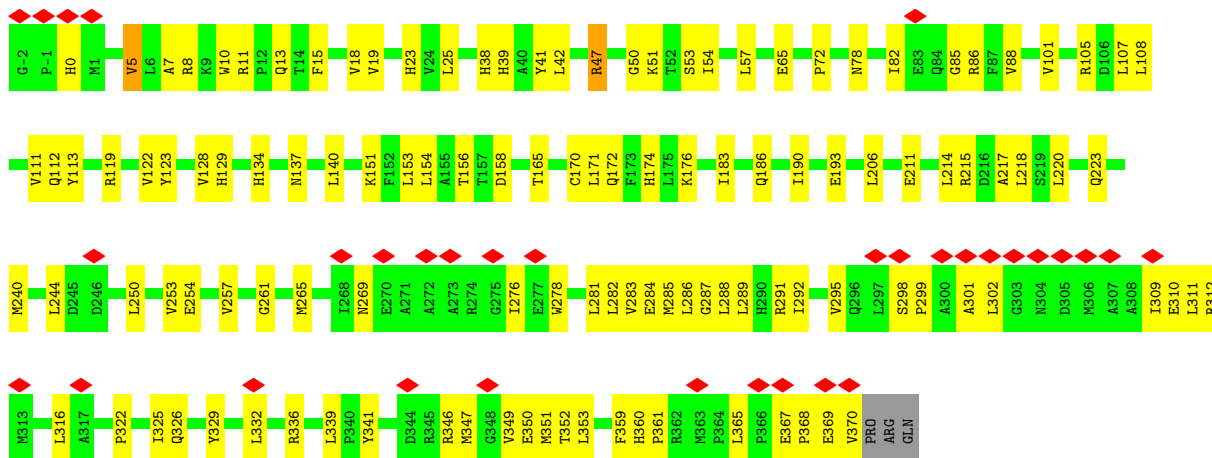 G-2 P-1 H0 M1 V5 L6 A7 R8 K9 W10 R11 P12 Q13 T14 F15 V18 V19 H23 V24 L25 H38 H39 A40 Y41 L42 R47 G50 K51 T52 S53 I54 L57 E65 P72 N78 I82 E83 Q84 G85 R86 F87 V88 V101 R105 D106 L107 L108
V111 Q112 Y113 R119 V122 Y123 V128 H129 H134 N137 L140 K151 F152 L153 L154 A155 T156 T157 D158 T165 C170 L171 Q172 F173 H174 L175 K176 I183 Q186 I190 E193 L206 E211 L214 R215 D216 A217 L218 S219 L220 Q223
M240 L244 D245 D246 L250 V253 E254 V257 G261 M265 I268 N269 E270 A271 A272 A273 R274 G275 I276 E277 W278 L281 L282 V283 E284 M285 L286 G287 L288 L289 H290 R291 I292 V295 Q296 L297 S298 P299 A300 A301 L302 G303 N304 D305 M306 A307 A308 I309 E310 L311 R312
M313 L316 A317 P322 I325 Q326 Y329 L332 R336 L339 P340 Y341 D344 R345 R346 M347 G348 V349 E350 M351 T352 L353 F359 H360 P361 R362 M363 P364 L365 P366 E367 P368 E369 V370 PRO ARG GLN